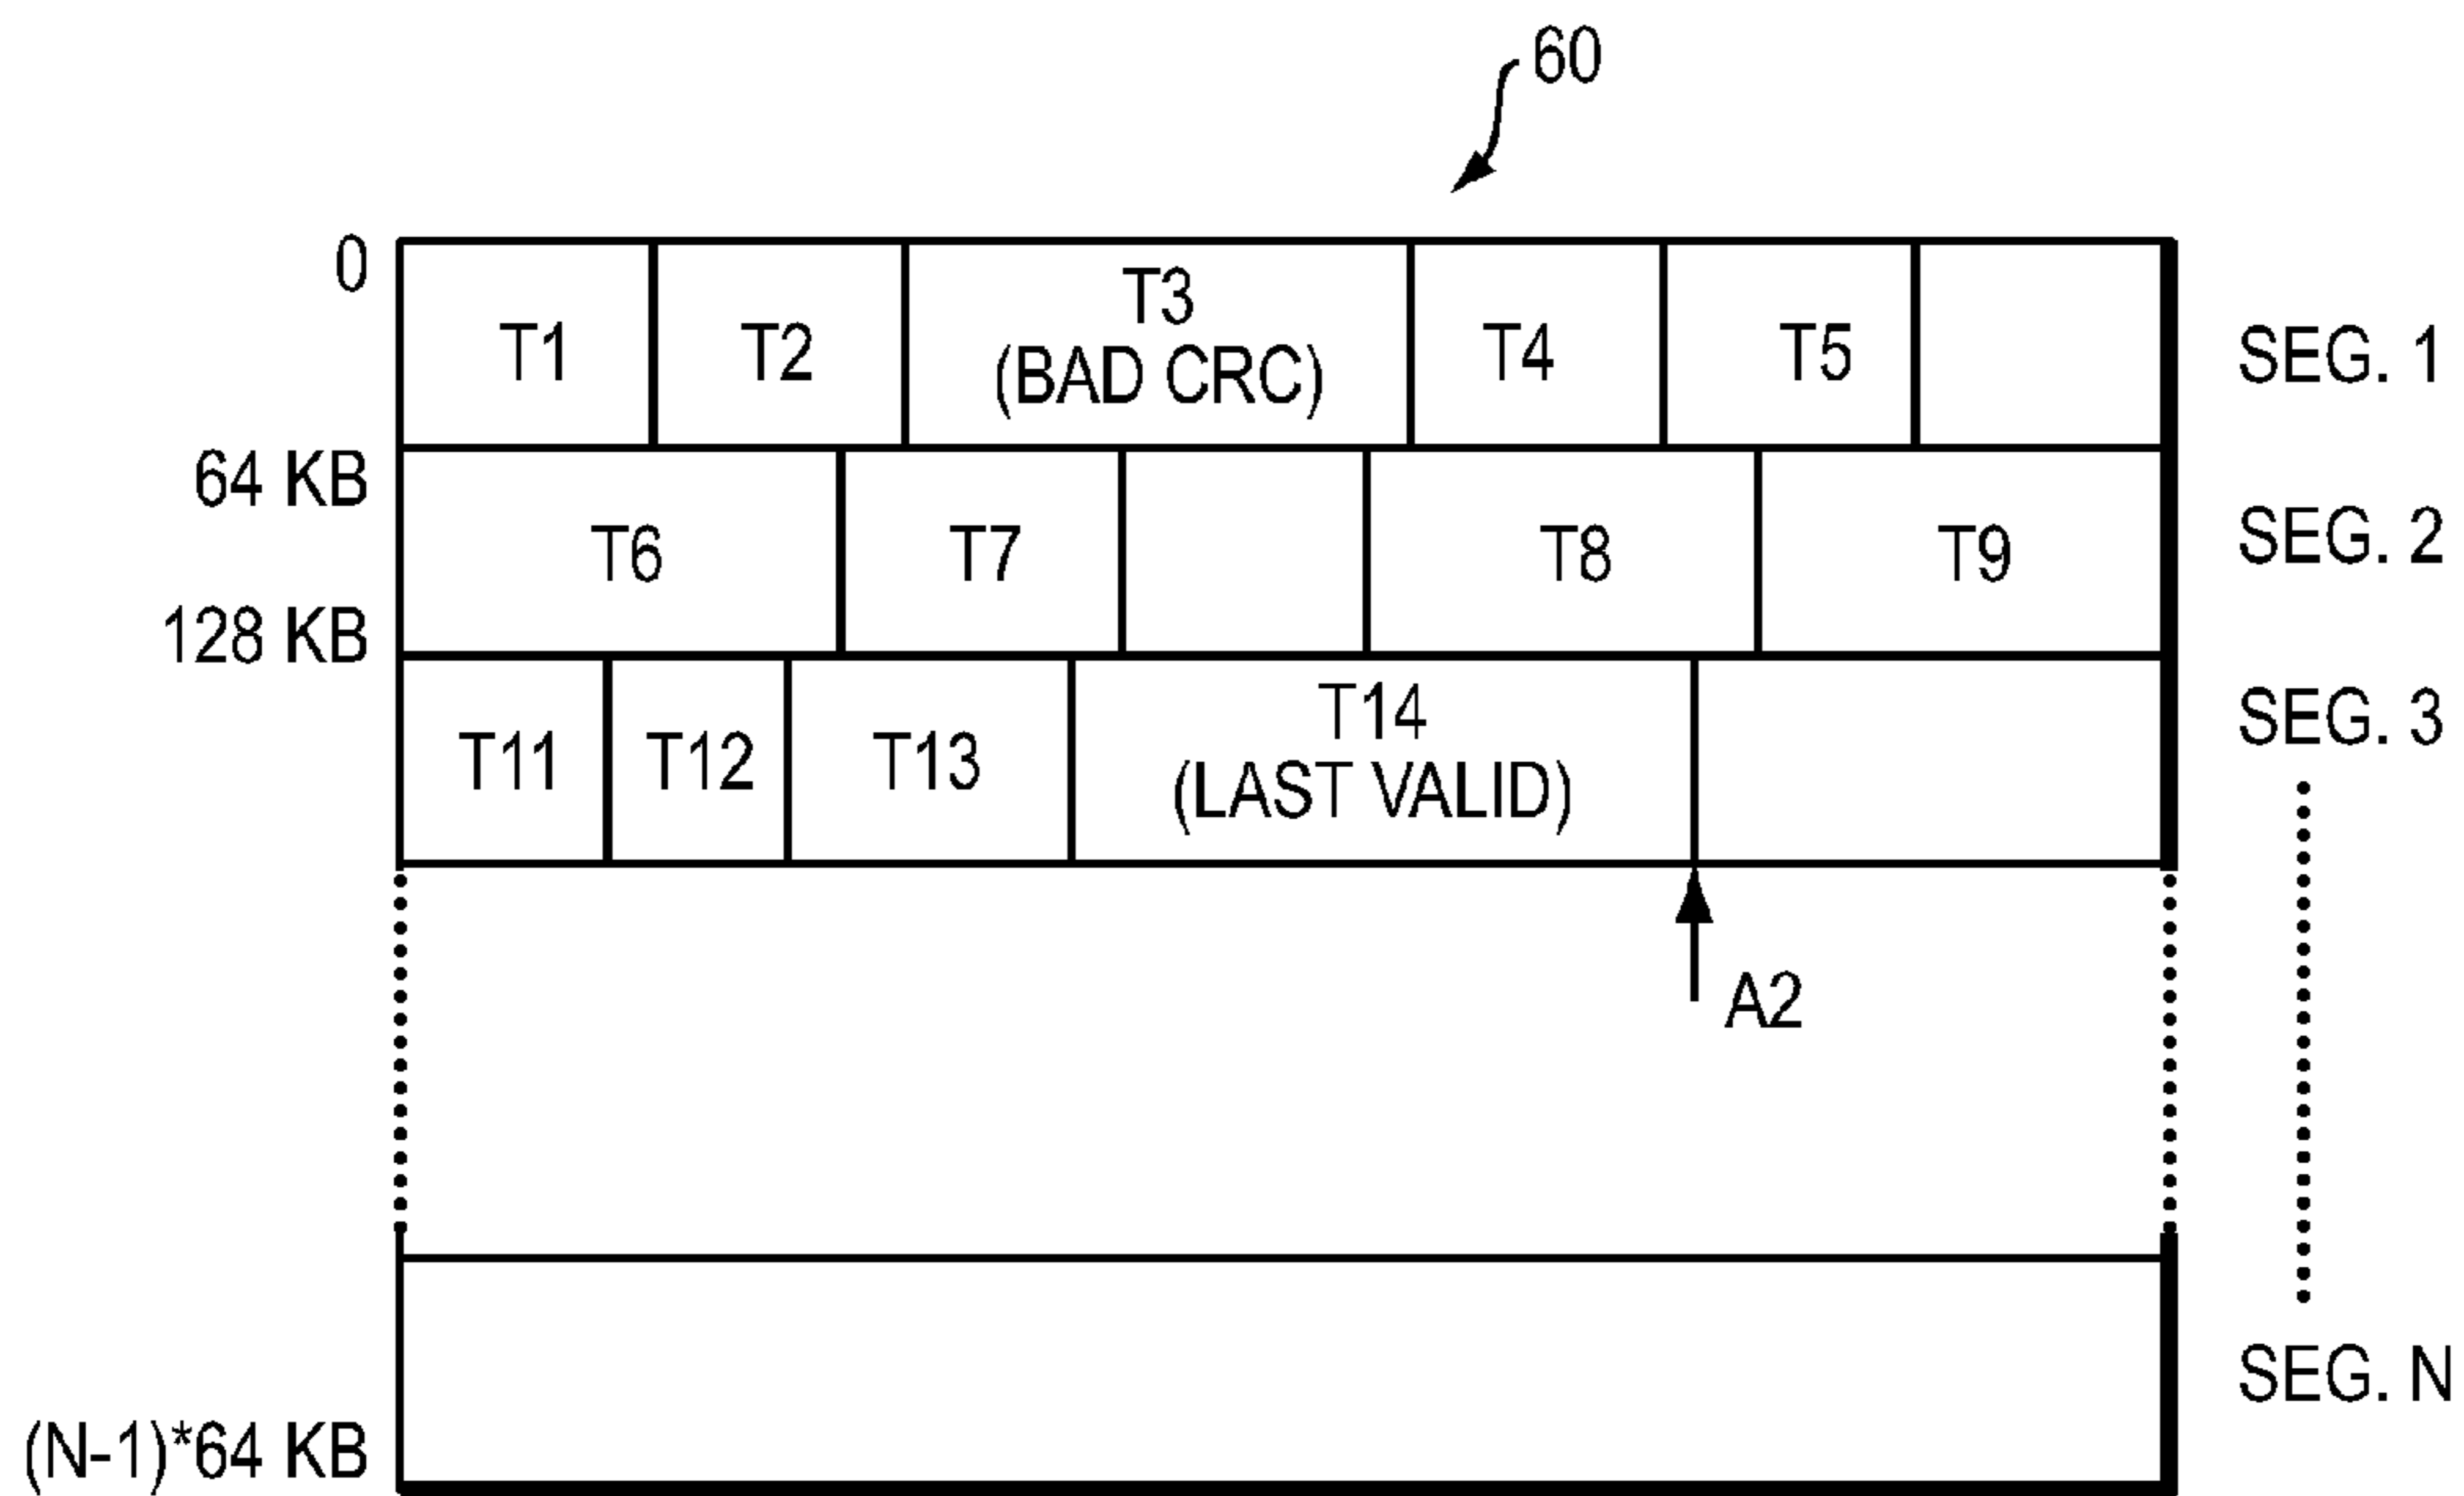 60
0
T1
T2
T3
(BAD CRC)
T4
T5
SEG. 1
64 KB
T6
T7
T8
T9
SEG. 2
128 KB
T11
T12
T13
T14
(LAST VALID)
SEG. 3
A2
SEG. N
(N-1)*64 KB